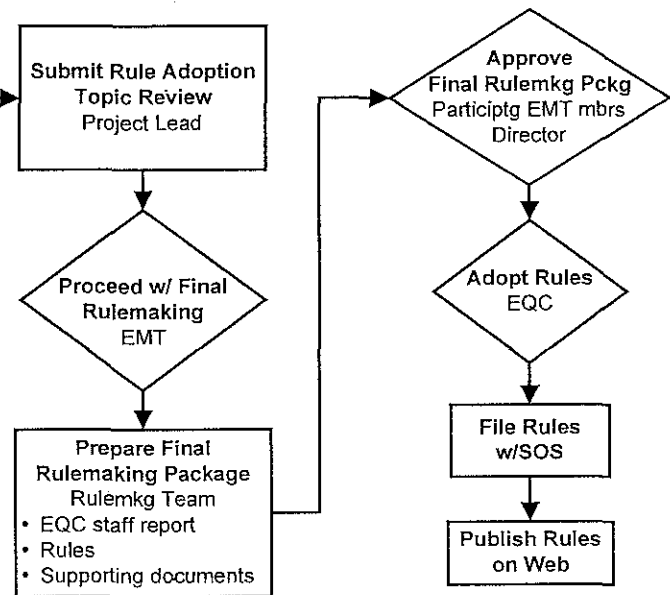 Submit Rule Adoption
Topic Review
Project Lead
Proceed w/ Final
Rulemaking
EMT
Prepare Final
Rulemaking Package
Rulemkg Team
• EQC staff report
• Rules
• Supporting documents
Approve
Final Rulemkg Pckg
Participtg EMT mbrs
Director
Adopt Rules
EQC
File Rules
w/SOS
Publish Rules
on Web